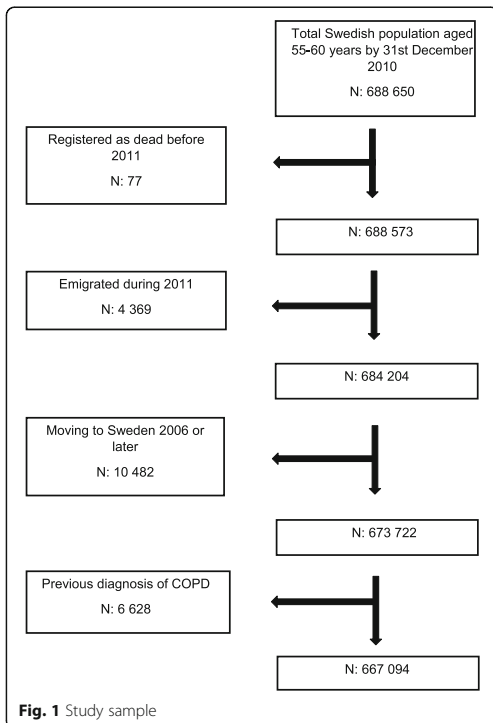 Total Swedish population aged
55-60 years by 31st December
2010
N: 688 650
Registered as dead before
2011
N: 77
N: 688 573
Emigrated during 2011
N: 4 369
N: 684 204
Moving to Sweden 2006 or
later
N: 10 482
N: 673 722
Previous diagnosis of COPD
N: 6 628
N: 667 094
Fig. 1 Study sample